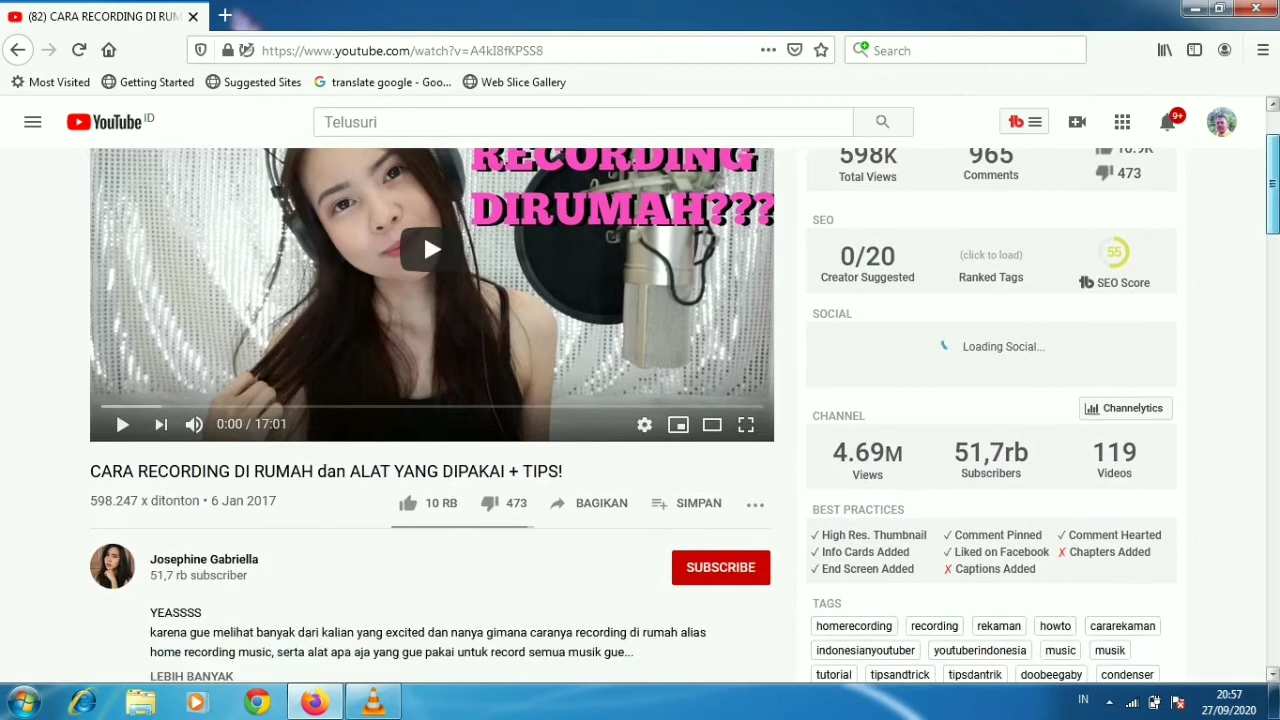 (82) CARA RECORDING DI RUM
https://www.youtube.com/watch?v=A4kI8fKPSS8
Search
Most Visited
Getting Started
Suggested Sites
translate google - Goo...
Web Slice Gallery
YouTube ID
Telusuri
tb
9+
RECORDING
DIRUMAH???
0:00 / 17:01
CARA RECORDING DI RUMAH dan ALAT YANG DIPAKAI + TIPS!
598.247 x ditonton • 6 Jan 2017
10 RB
473
BAGIKAN
SIMPAN
Josephine Gabriella
51,7 rb subscriber
SUBSCRIBE
YEASSSS
karena gue melihat banyak dari kalian yang excited dan nanya gimana caranya recording di rumah alias
home recording music, serta alat apa aja yang gue pakai untuk record semua musik gue...
LEBIH BANYAK
598K
Total Views
965
Comments
473
SEO
0/20
Creator Suggested
(click to load)
Ranked Tags
55
tb SEO Score
SOCIAL
Loading Social...
CHANNEL
Channelytics
4.69M
Views
51,7rb
Subscribers
119
Videos
BEST PRACTICES
✓ High Res. Thumbnail
✓ Comment Pinned
✓ Comment Hearted
✓ Info Cards Added
✓ Liked on Facebook
✗ Chapters Added
✓ End Screen Added
✗ Captions Added
TAGS
homerecording recording rekaman howto cararekaman
indonesianyoutuber youtuberindonesia music musik
tutorial tipsandtrick tipsdantrik doobeegaby condenser
IN
20:57
27/09/2020